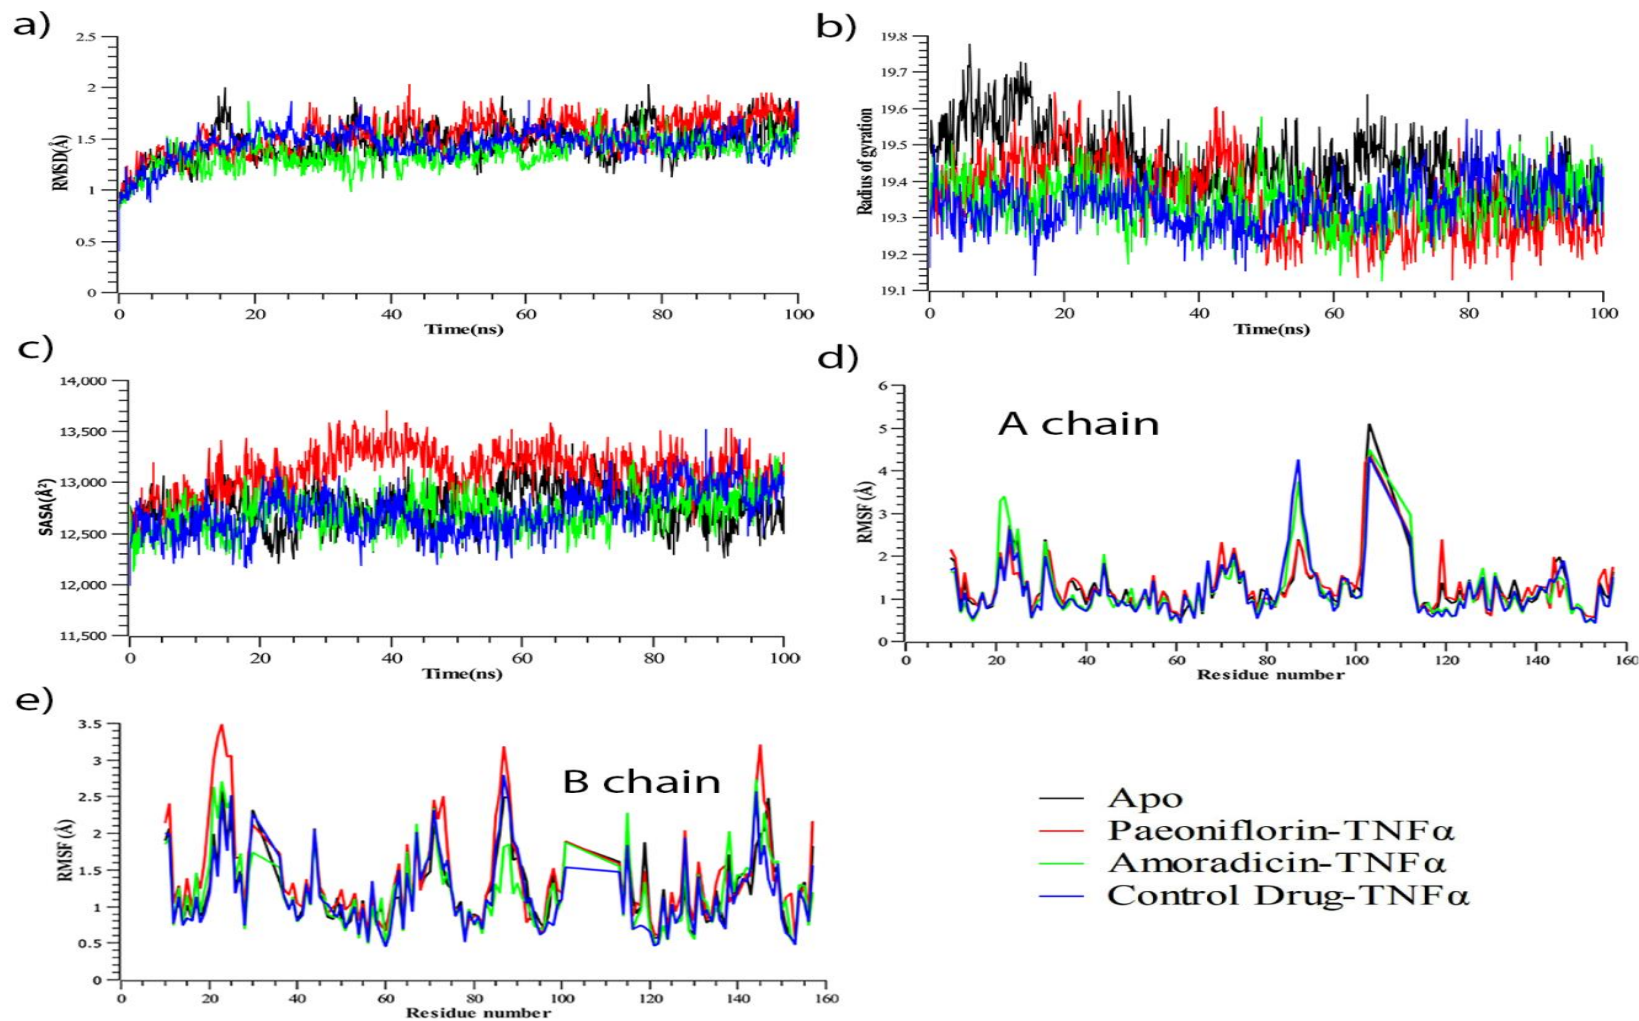 a)
2.5
2
1.5
1
0.5
0
RMSD(Å)
0 20 40 60 80 100
Time(ns)
b)
19.8
19.7
19.6
19.5
19.4
19.3
19.2
19.1
Radius of gyration
0 20 40 60 80 100
Time(ns)
c)
14,000
13,500
13,000
12,500
12,000
11,500
SASA(Å²)
0 20 40 60 80 100
Time(ns)
d)
A chain
6
5
4
3
2
1
0
RMSF (Å)
0 20 40 60 80 100 120 140 160
Residue number
e)
B chain
3.5
3
2.5
2
1.5
1
0.5
0
RMSF (Å)
0 20 40 60 80 100 120 140 160
Residue number
Apo
Paeoniflorin-TNFα
Amoradicin-TNFα
Control Drug-TNFα